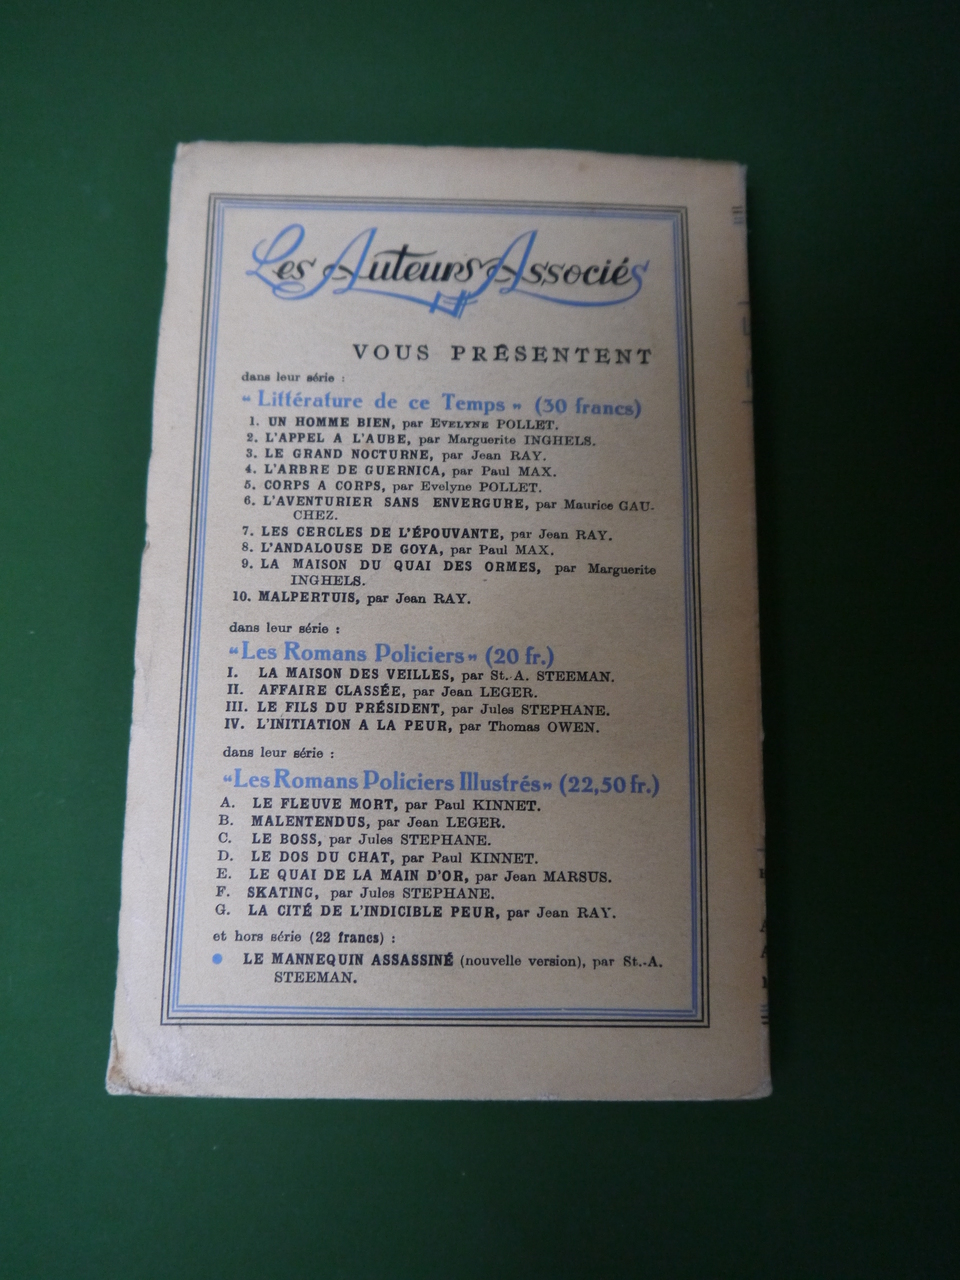 Les Auteurs Associés
VOUS PRÉSENTENT
dans leur série :
“ Littérature de ce Temps „ (30 francs)
1. UN HOMME BIEN, par EVELYNE POLLET.
2. L'APPEL A L'AUBE, par Marguerite INGHELS.
3. LE GRAND NOCTURNE, par Jean RAY.
4. L'ARBRE DE GUERNICA, par Paul MAX.
5. CORPS A CORPS, par Evelyne POLLET.
6. L'AVENTURIER SANS ENVERGURE, par Maurice GAU-
CHEZ.
7. LES CERCLES DE L'ÉPOUVANTE, par Jean RAY.
8. L'ANDALOUSE DE GOYA, par Paul MAX.
9. LA MAISON DU QUAI DES ORMES, par Marguerite
INGHELS.
10. MALPERTUIS, par Jean RAY.
dans leur série :
“Les Romans Policiers„ (20 fr.)
I. LA MAISON DES VEILLES, par St.-A. STEEMAN.
II. AFFAIRE CLASSÉE, par Jean LEGER.
III. LE FILS DU PRÉSIDENT, par Jules STEPHANE.
IV. L'INITIATION A LA PEUR, par Thomas OWEN.
dans leur série :
“Les Romans Policiers Illustrés„ (22,50 fr.)
A. LE FLEUVE MORT, par Paul KINNET.
B. MALENTENDUS, par Jean LEGER.
C. LE BOSS, par Jules STEPHANE.
D. LE DOS DU CHAT, par Paul KINNET.
E. LE QUAI DE LA MAIN D'OR, par Jean MARSUS.
F. SKATING, par Jules STEPHANE.
G. LA CITÉ DE L'INDICIBLE PEUR, par Jean RAY.
et hors série (22 francs) :
● LE MANNEQUIN ASSASSINÉ (nouvelle version), par St.-A.
STEEMAN.